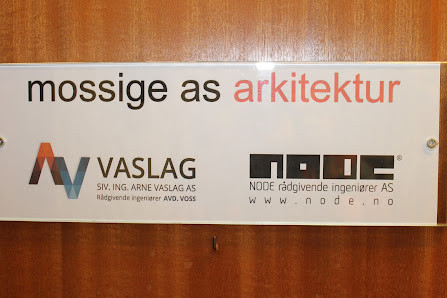 mossige as arkitektur
AV VASLAG
SIV. ING. ARNE VASLAG AS
Rådgivende ingeniører AVD. VOSS
NODE®
NODE rådgivende ingeniører AS
www.node.no